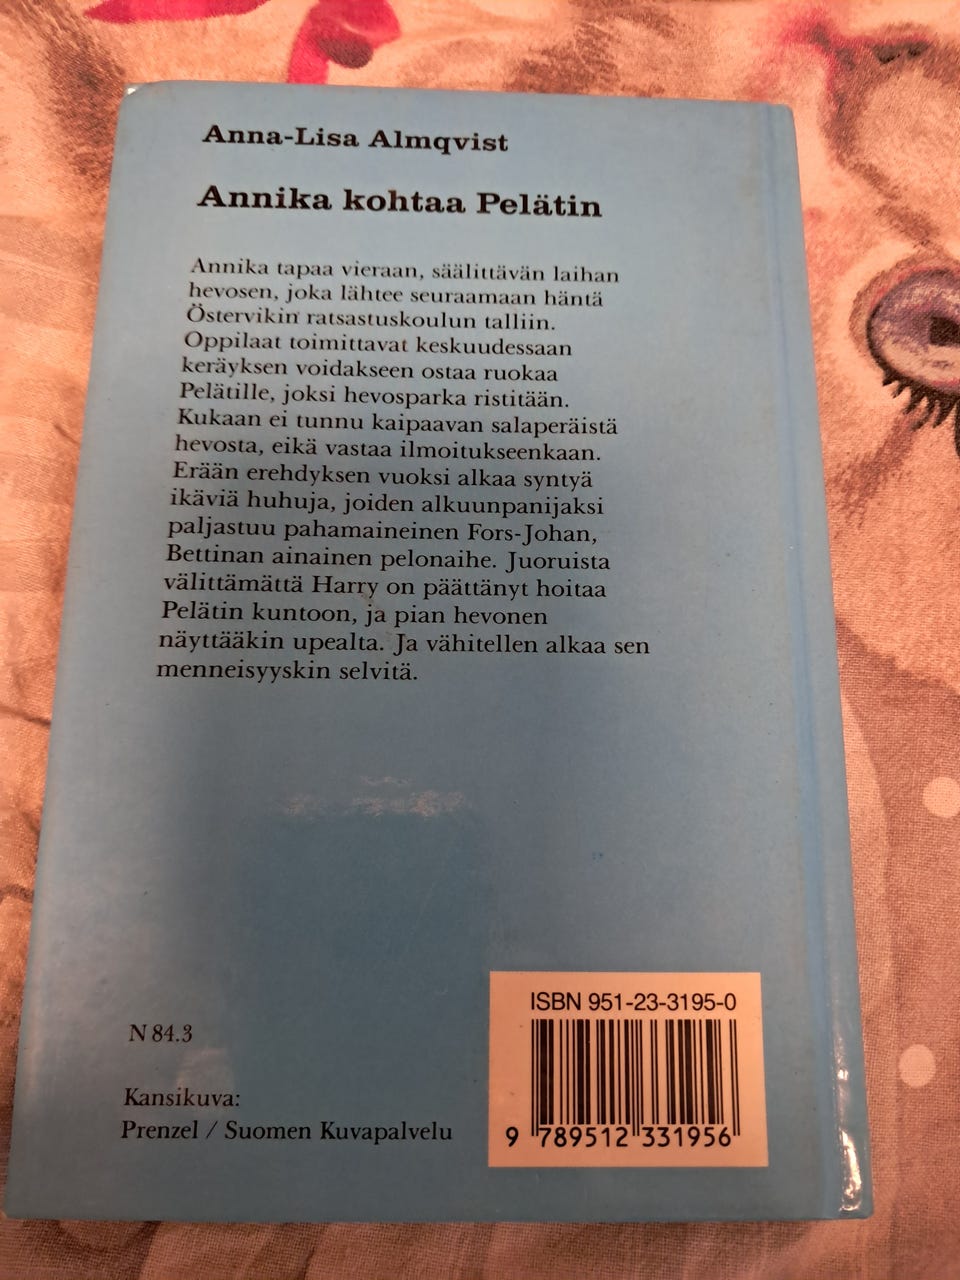 Anna-Lisa Almqvist
Annika kohtaa Pelätin
Annika tapaa vieraan, säälittävän laihan
hevosen, joka lähtee seuraamaan häntä
Östervikin ratsastuskoulun talliin.
Oppilaat toimittavat keskuudessaan
keräyksen voidakseen ostaa ruokaa
Pelätille, joksi hevosparka ristitään.
Kukaan ei tunnu kaipaavan salaperäistä
hevosta, eikä vastaa ilmoitukseenkaan.
Erään erehdyksen vuoksi alkaa syntyä
ikäviä huhuja, joiden alkuunpanijaksi
paljastuu pahamaineinen Fors-Johan,
Bettinan ainainen pelonaihe. Juoruista
välittämättä Harry on päättänyt hoitaa
Pelätin kuntoon, ja pian hevonen
näyttääkin upealta. Ja vähitellen alkaa sen
menneisyyskin selvitä.
N 84.3
Kansikuva:
Prenzel / Suomen Kuvapalvelu
ISBN 951-23-3195-0
9 789512 331956